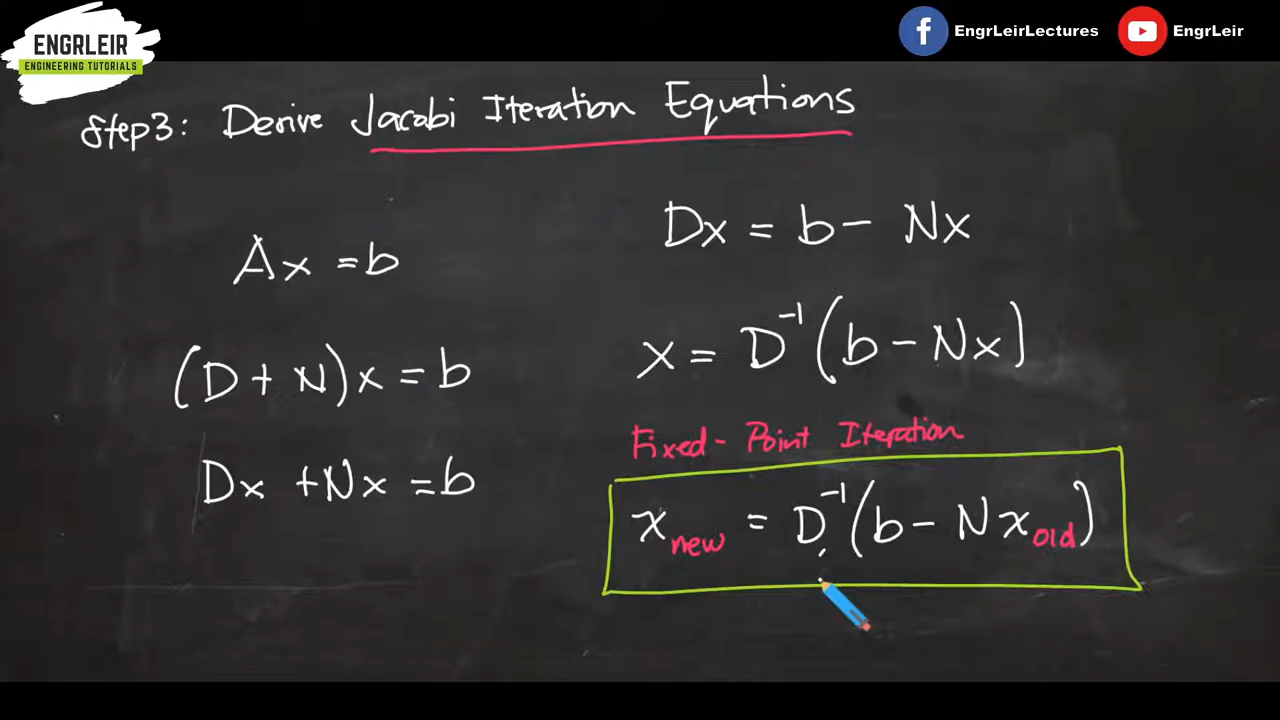 ENGRLEIR
ENGINEERING TUTORIALS
EngrLeirLectures
EngrLeir
Step3: Derive Jacobi Iteration Equations
Ax = b
(D + N)x = b
Dx + Nx = b
Dx = b - Nx
x = D⁻¹(b - Nx)
Fixed-Point Iteration
x_new = D⁻¹(b - Nx_old)